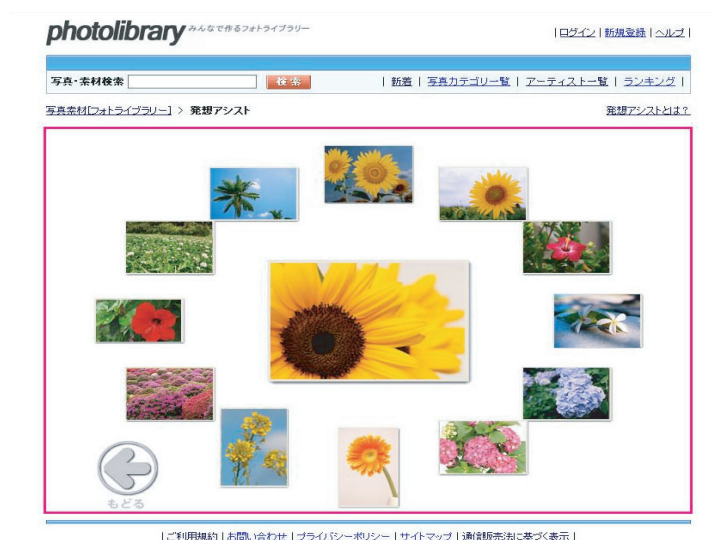 photolibrary みんなで作るフォトライブラリー
| ログイン | 新規登録 | ヘルプ |
写真・素材検索 検索 | 新着 | 写真カテゴリー一覧 | アーティスト一覧 | ランキング |
写真素材[フォトライブラリー] > 発想アシスト 発想アシストとは?
もどる
| ご利用規約 | お問い合わせ | プライバシーポリシー | サイトマップ | 通信販売法に基づく表示 |